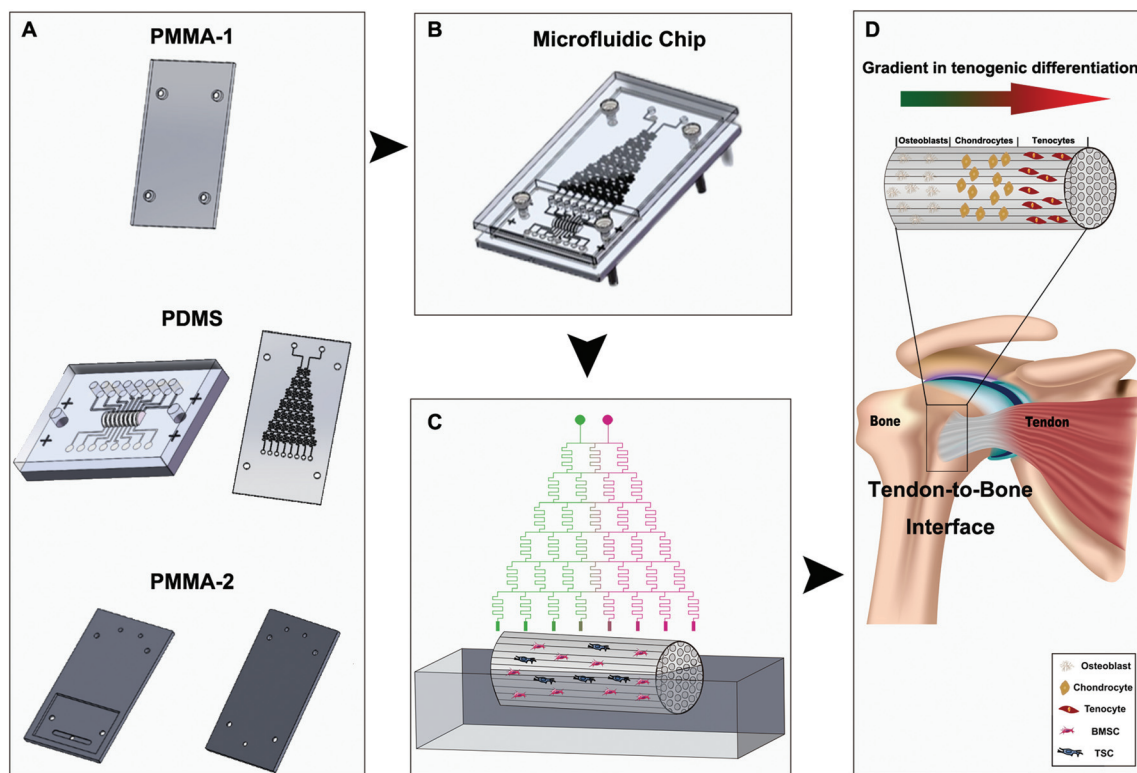 A
PMMA-1
PDMS
PMMA-2
B
Microfluidic Chip
C
D
Gradient in tenogenic differentiation
Osteoblasts
Chondrocytes
Tenocytes
Bone
Tendon
Tendon-to-Bone
Interface
Osteoblast
Chondrocyte
Tenocyte
BMSC
TSC